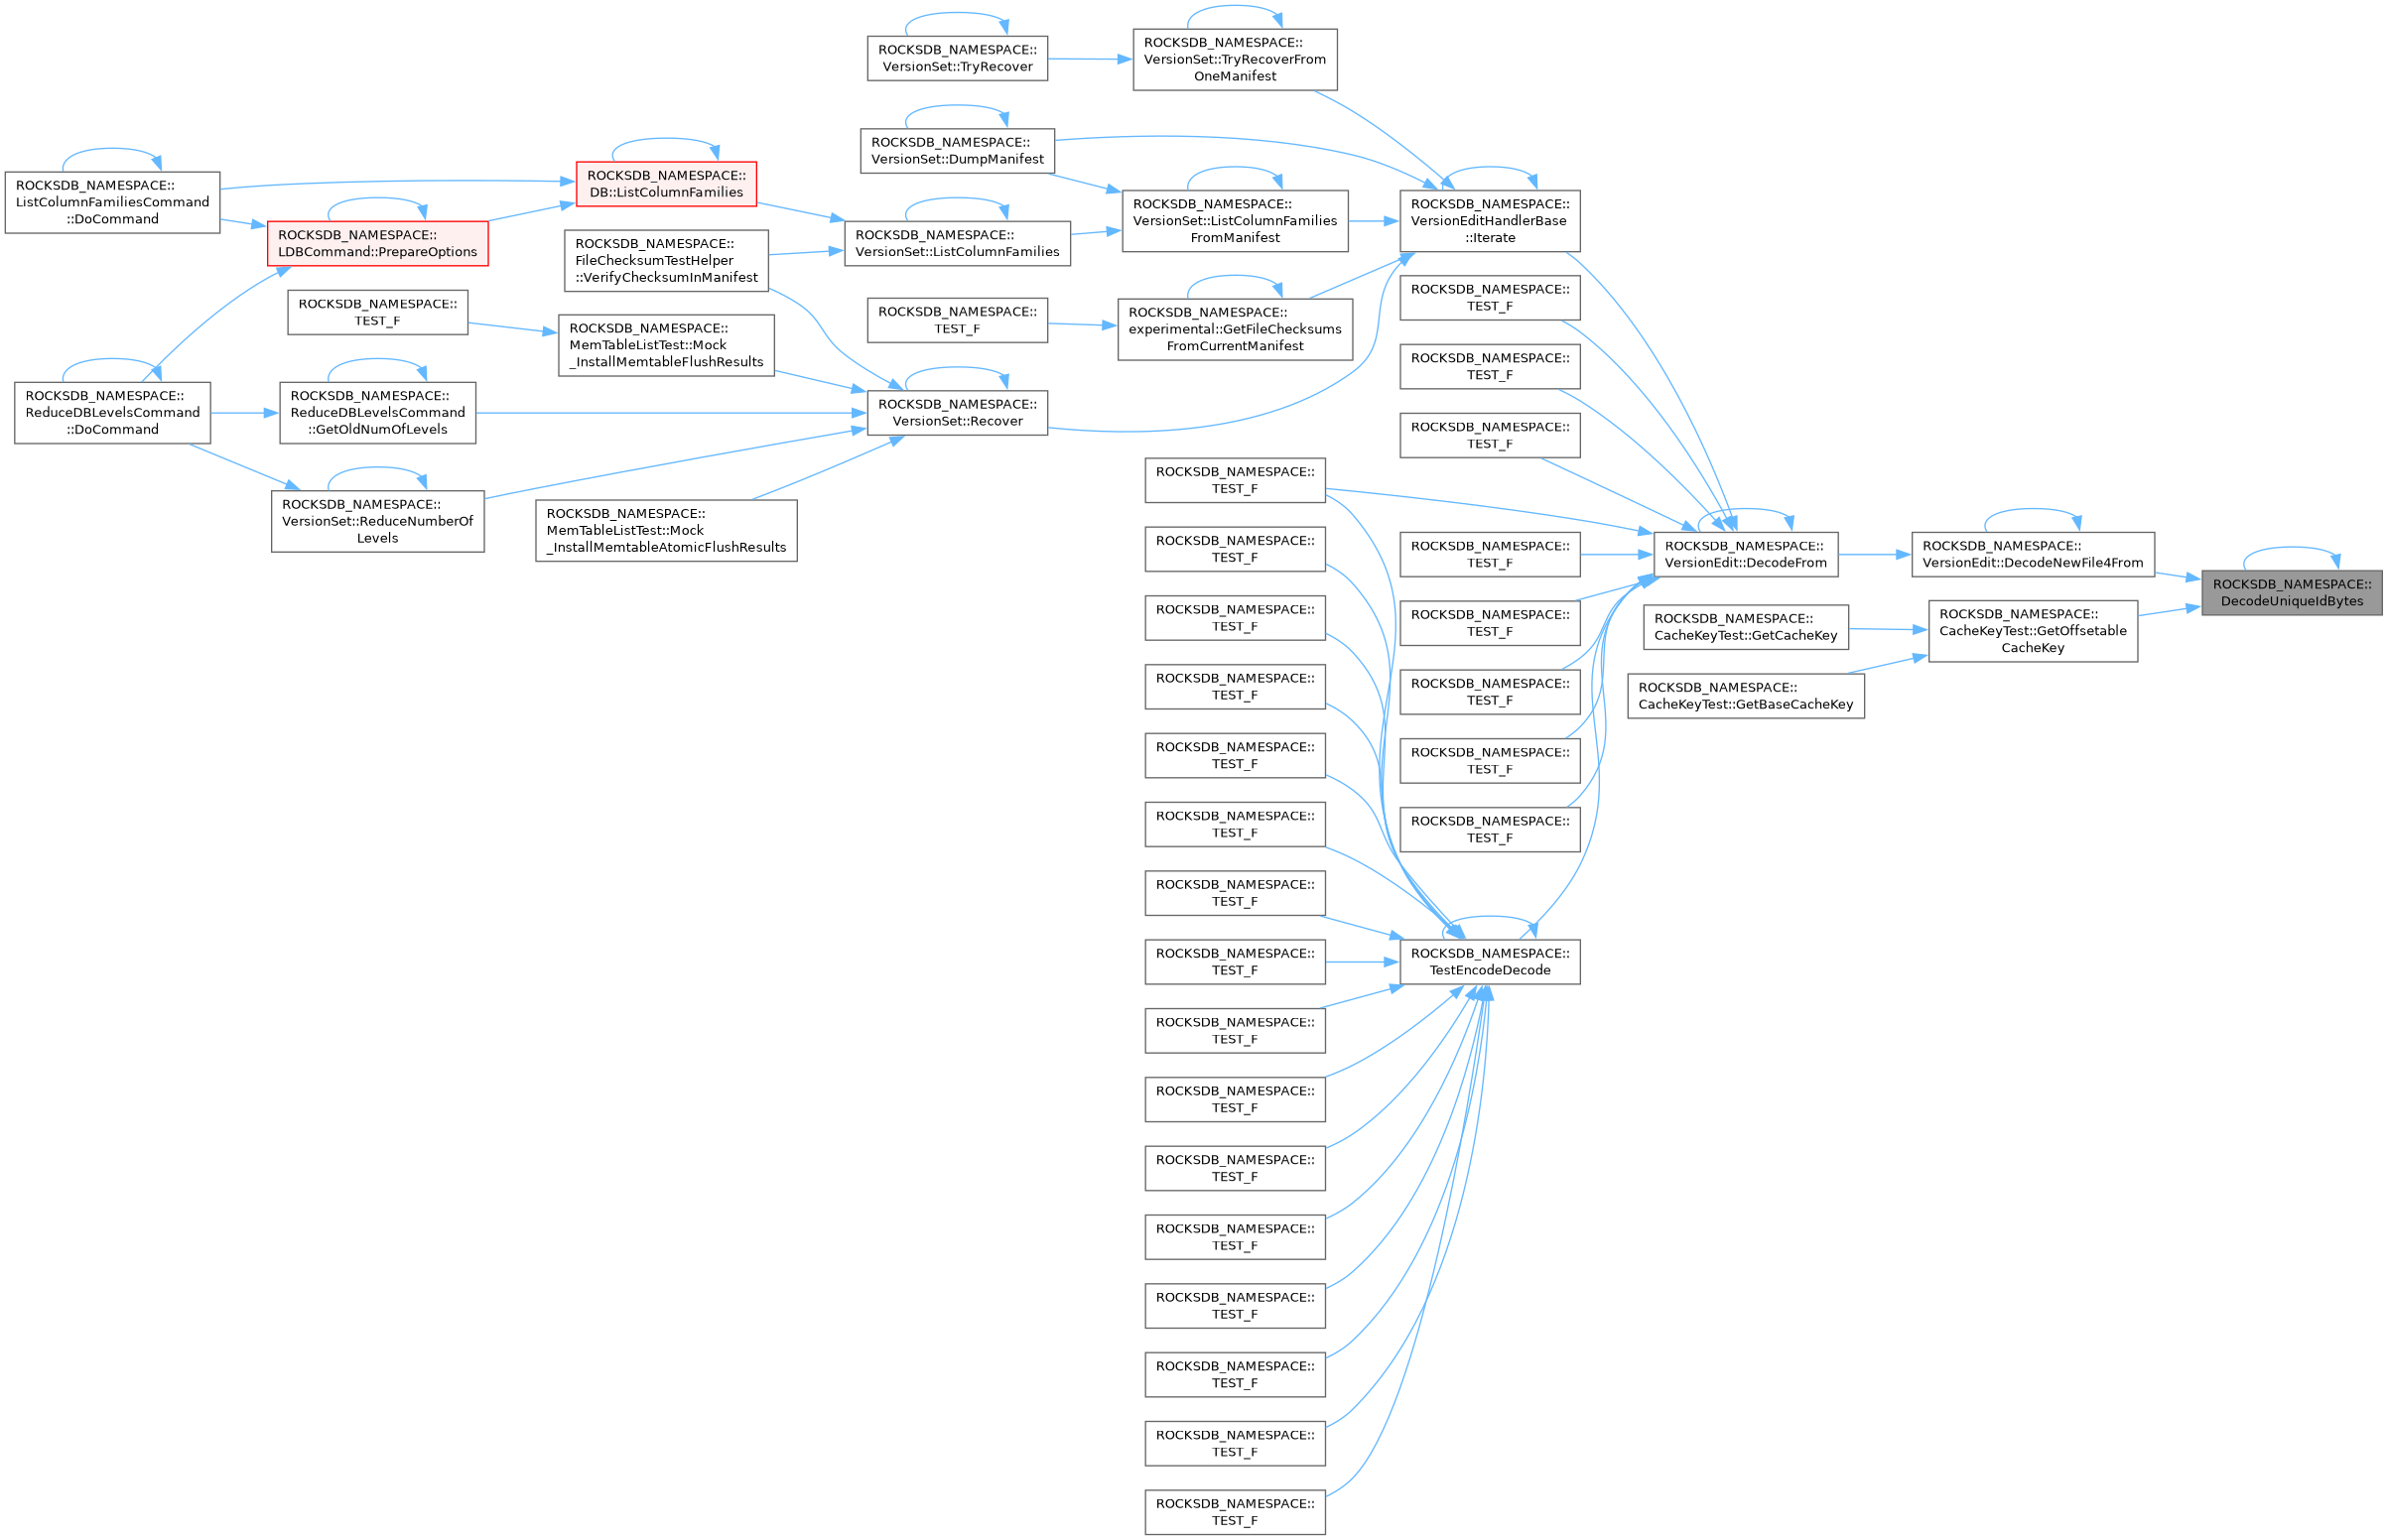 ROCKSDB_NAMESPACE::
VersionSet::TryRecover
ROCKSDB_NAMESPACE::
VersionSet::TryRecoverFrom
OneManifest
ROCKSDB_NAMESPACE::
VersionSet::DumpManifest
ROCKSDB_NAMESPACE::
ListColumnFamiliesCommand
::DoCommand
ROCKSDB_NAMESPACE::
DB::ListColumnFamilies
ROCKSDB_NAMESPACE::
LDBCommand::PrepareOptions
ROCKSDB_NAMESPACE::
FileChecksumTestHelper
::VerifyChecksumInManifest
ROCKSDB_NAMESPACE::
VersionSet::ListColumnFamilies
ROCKSDB_NAMESPACE::
VersionSet::ListColumnFamilies
FromManifest
ROCKSDB_NAMESPACE::
VersionEditHandlerBase
::Iterate
ROCKSDB_NAMESPACE::
TEST_F
ROCKSDB_NAMESPACE::
MemTableListTest::Mock
_InstallMemtableFlushResults
ROCKSDB_NAMESPACE::
TEST_F
ROCKSDB_NAMESPACE::
experimental::GetFileChecksums
FromCurrentManifest
ROCKSDB_NAMESPACE::
TEST_F
ROCKSDB_NAMESPACE::
TEST_F
ROCKSDB_NAMESPACE::
TEST_F
ROCKSDB_NAMESPACE::
ReduceDBLevelsCommand
::DoCommand
ROCKSDB_NAMESPACE::
ReduceDBLevelsCommand
::GetOldNumOfLevels
ROCKSDB_NAMESPACE::
VersionSet::Recover
ROCKSDB_NAMESPACE::
VersionSet::ReduceNumberOf
Levels
ROCKSDB_NAMESPACE::
MemTableListTest::Mock
_InstallMemtableAtomicFlushResults
ROCKSDB_NAMESPACE::
TEST_F
ROCKSDB_NAMESPACE::
TEST_F
ROCKSDB_NAMESPACE::
TEST_F
ROCKSDB_NAMESPACE::
VersionEdit::DecodeFrom
ROCKSDB_NAMESPACE::
VersionEdit::DecodeNewFile4From
ROCKSDB_NAMESPACE::
DecodeUniqueIdBytes
ROCKSDB_NAMESPACE::
TEST_F
ROCKSDB_NAMESPACE::
TEST_F
ROCKSDB_NAMESPACE::
CacheKeyTest::GetCacheKey
ROCKSDB_NAMESPACE::
CacheKeyTest::GetOffsetable
CacheKey
ROCKSDB_NAMESPACE::
TEST_F
ROCKSDB_NAMESPACE::
TEST_F
ROCKSDB_NAMESPACE::
CacheKeyTest::GetBaseCacheKey
ROCKSDB_NAMESPACE::
TEST_F
ROCKSDB_NAMESPACE::
TEST_F
ROCKSDB_NAMESPACE::
TEST_F
ROCKSDB_NAMESPACE::
TEST_F
ROCKSDB_NAMESPACE::
TEST_F
ROCKSDB_NAMESPACE::
TEST_F
ROCKSDB_NAMESPACE::
TestEncodeDecode
ROCKSDB_NAMESPACE::
TEST_F
ROCKSDB_NAMESPACE::
TEST_F
ROCKSDB_NAMESPACE::
TEST_F
ROCKSDB_NAMESPACE::
TEST_F
ROCKSDB_NAMESPACE::
TEST_F
ROCKSDB_NAMESPACE::
TEST_F
ROCKSDB_NAMESPACE::
TEST_F
ROCKSDB_NAMESPACE::
TEST_F